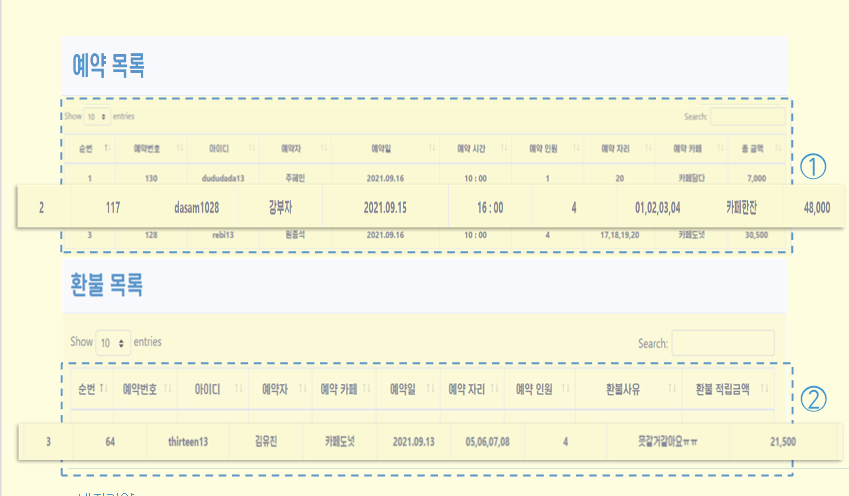 예약 목록
Show 10 entries Search:
순번 예약번호 아이디 예약자 예약일 예약 시간 예약 인원 예약 자리 예약 카페 총 금액
1 130 dududada13 주혜민 2021.09.16 10 : 00 1 20 카페담다 7,000
①
2 117 dasam1028 강부자 2021.09.15 16 : 00 4 01,02,03,04 카페한잔 48,000
3 128 rebi13 원종석 2021.09.16 10 : 00 4 17,18,19,20 카페도넛 30,500
환불 목록
Show 10 entries Search:
순번 예약번호 아이디 예약자 예약 카페 예약일 예약 자리 예약 인원 환불사유 환불 적립금액
②
3 64 thirteen13 김유진 카페도넛 2021.09.13 05,06,07,08 4 못갈거같아요ㅠㅠ 21,500